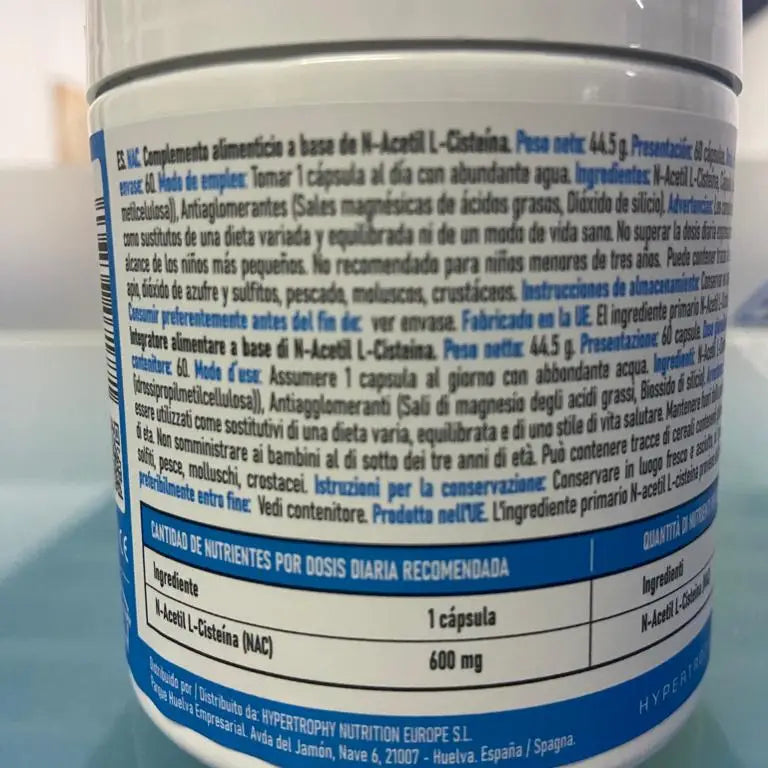 ES. NAC. Complemento alimenticio a base de N-Acetil L-Cisteína. Peso neto: 44.5 g. Presentación: 60 cápsulas.
envase: 60. Modo de empleo: Tomar 1 cápsula al día con abundante agua. Ingredientes: N-Acetil L-Cisteína,
metilcelulosa)), Antiaglomerantes (Sales magnésicas de ácidos grasos, Dióxido de silicio). Advertencias: Los
como sustitutos de una dieta variada y equilibrada ni de un modo de vida sano. No superar la dosis diaria
alcance de los niños más pequeños. No recomendado para niños menores de tres años. Puede contener
apio, dióxido de azufre y sulfitos, pescado, moluscos, crustáceos. Instrucciones de almacenamiento: Conservar
Consumir preferentemente antes del fin de: ver envase. Fabricado en la UE. El ingrediente primario N-Acetil
Integratore alimentare a base di N-Acetil L-Cisteina. Peso netto: 44.5 g. Presentazione: 60 capsule.
contenitore: 60. Modo d'uso: Assumere 1 capsula al giorno con abbondante acqua. Ingredienti: N-Acetil
(idrossipropilmetilcellulosa)), Antiagglomeranti (Sali di magnesio degli acidi grassi, Biossido di silicio).
essere utilizzati come sostitutivi di una dieta varia, equilibrata e di uno stile di vita salutare. Mantenere fuori
di età. Non somministrare ai bambini al di sotto dei tre anni di età. Può contenere tracce di cereali contenenti
solfiti, pesce, molluschi, crostacei. Istruzioni per la conservazione: Conservare in luogo fresco e asciutto,
preferibilmente entro fine: Vedi contenitore. Prodotto nell'UE. L'ingrediente primario N-acetil L-cisteina
CANTIDAD DE NUTRIENTES POR DOSIS DIARIA RECOMENDADA QUANTITÀ DI NUTRIENTI
Ingrediente 1 cápsula Ingredienti
N-Acetil L-Cisteína (NAC) 600 mg N-Acetil L-Cisteina
Distribuido por | Distribuito da: HYPERTROPHY NUTRITION EUROPE S.L.
Parque Huelva Empresarial. Avda del Jamón, Nave 6, 21007 - Huelva. España / Spagna.